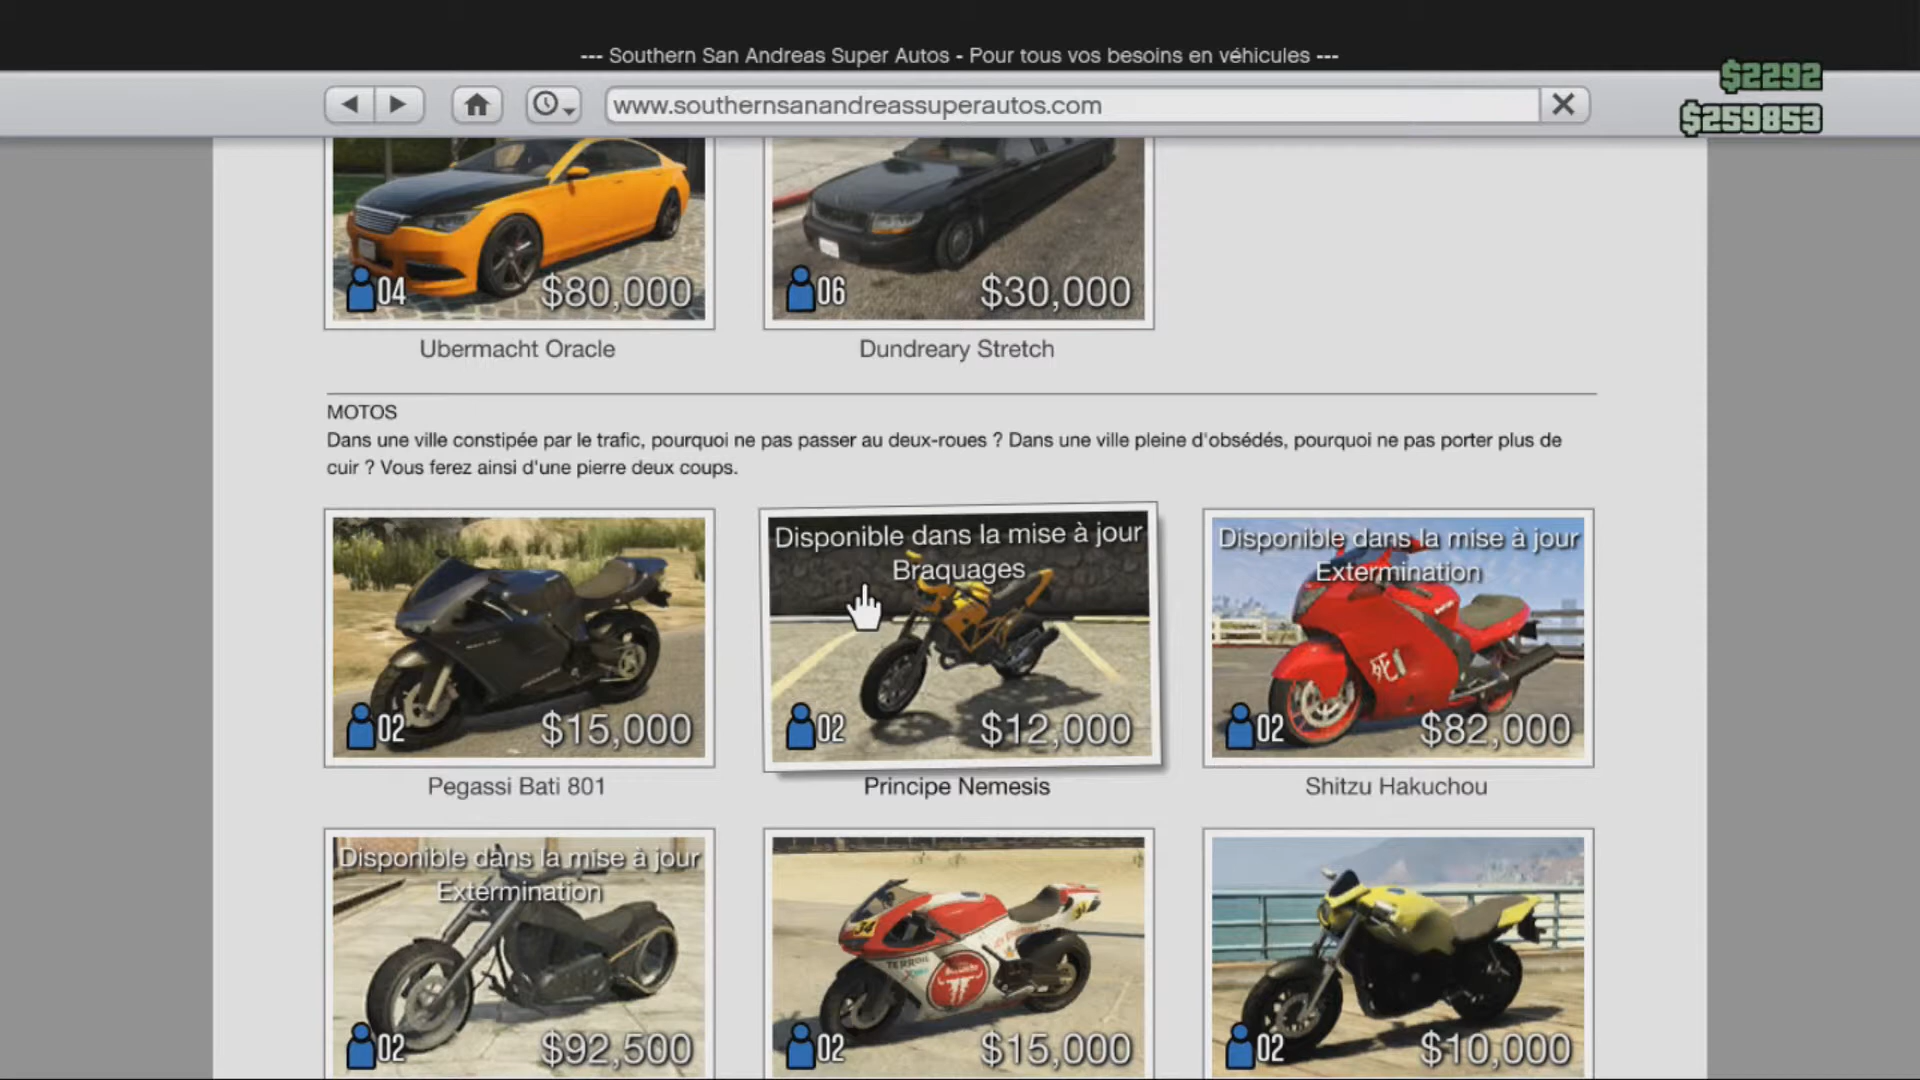 --- Southern San Andreas Super Autos - Pour tous vos besoins en véhicules ---
$2292
www.southernsanandreassuperautos.com
$259853
04 $80,000
06 $30,000
Ubermacht Oracle
Dundreary Stretch
MOTOS
Dans une ville constipée par le trafic, pourquoi ne pas passer au deux-roues ? Dans une ville pleine d'obsédés, pourquoi ne pas porter plus de
cuir ? Vous ferez ainsi d'une pierre deux coups.
02 $15,000
Pegassi Bati 801
Disponible dans la mise à jour
Braquages
02 $12,000
Principe Nemesis
Disponible dans la mise à jour
Extermination
死
02 $82,000
Shitzu Hakuchou
Disponible dans la mise à jour
Extermination
02 $92,500
34
TERROIL
02 $15,000
02 $10,000